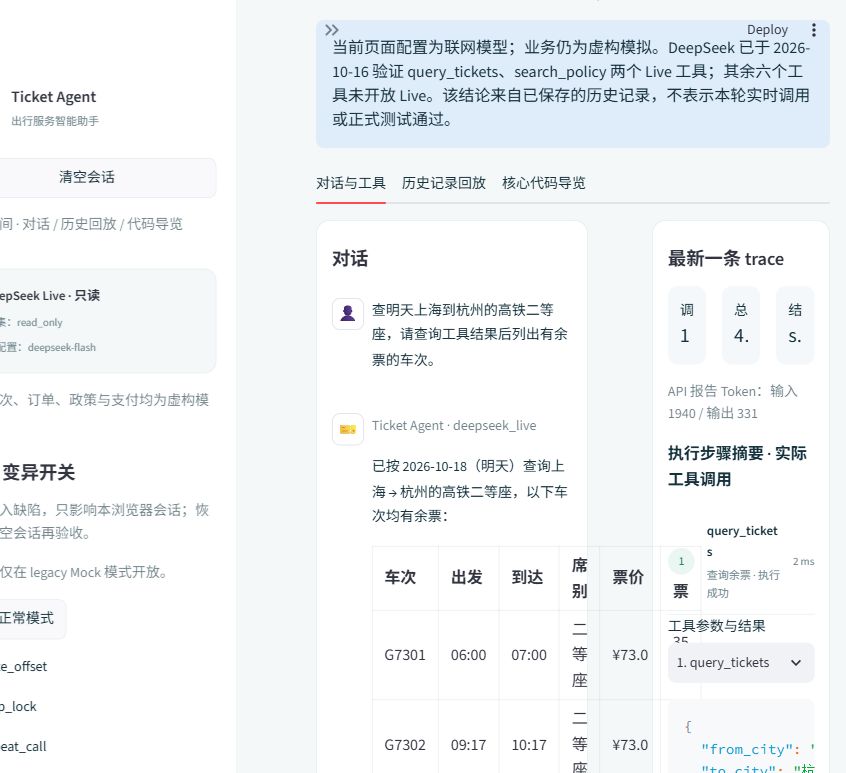 Ticket Agent
出行服务智能助手
清空会话
间 · 对话 / 历史回放 / 代码导览
epSeek Live · 只读
集：read_only
配置：deepseek-flash
次、订单、政策与支付均为虚构模
变异开关
入缺陷，只影响本浏览器会话；恢
空会话再验收。
仅在 legacy Mock 模式开放。
正常模式
e_offset
p_lock
eat_call
Deploy
当前页面配置为联网模型；业务仍为虚构模拟。DeepSeek 已于 2026-
10-16 验证 query_tickets、search_policy 两个 Live 工具；其余六个工
具未开放 Live。该结论来自已保存的历史记录，不表示本轮实时调用
或正式测试通过。
对话与工具 历史记录回放 核心代码导览
对话
查明天上海到杭州的高铁二等
座，请查询工具结果后列出有余
票的车次。
Ticket Agent · deepseek_live
已按 2026-10-18（明天）查询上
海 → 杭州的高铁二等座，以下车
次均有余票：
车次 出发 到达 席别 票价 票
G7301 06:00 07:00 二等座 ¥73.0 35
G7302 09:17 10:17 二等座 ¥73.0
最新一条 trace
调 总 结
1 4. s.
API 报告 Token：输入
1940 / 输出 331
执行步骤摘要 · 实际
工具调用
1
query_ticket
s
查询余票 · 执行
成功
2 ms
工具参数与结果
1. query_tickets
{
"from_city": "
"to_city": "杭